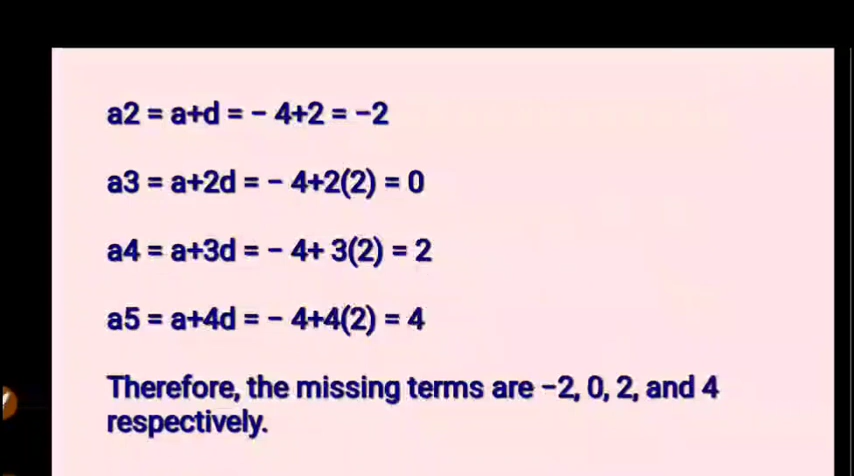 a2 = a+d = − 4+2 = −2
a3 = a+2d = − 4+2(2) = 0
a4 = a+3d = − 4+ 3(2) = 2
a5 = a+4d = − 4+4(2) = 4
Therefore, the missing terms are −2, 0, 2, and 4
respectively.